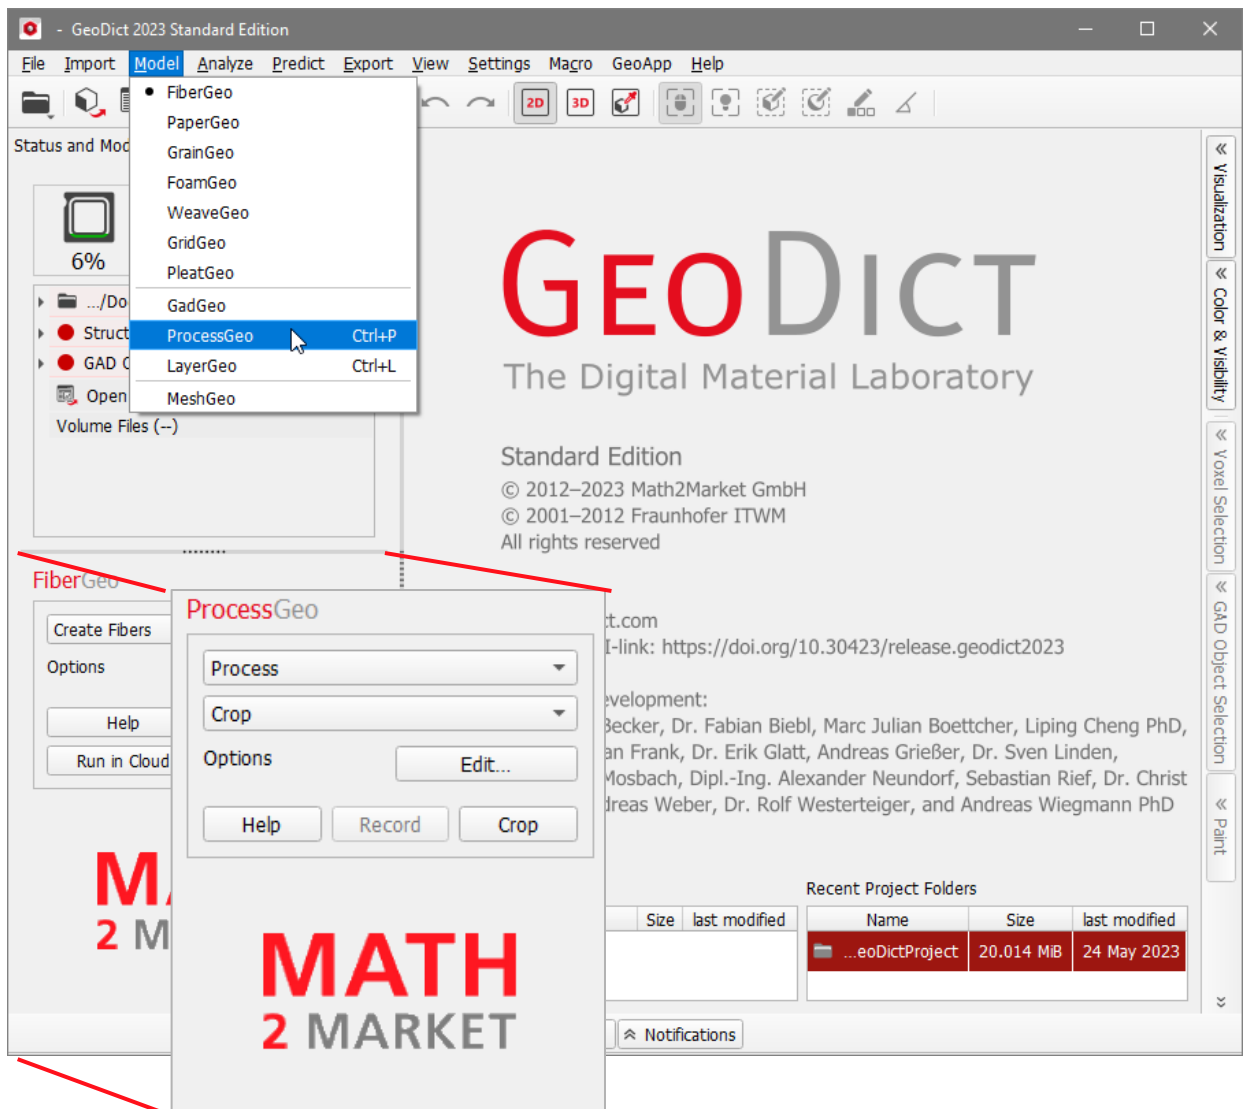 - GeoDict 2023 Standard Edition
File Import Model Analyze Predict Export View Settings Macro GeoApp Help
FiberGeo
PaperGeo
GrainGeo
FoamGeo
WeaveGeo
GridGeo
PleatGeo
GadGeo
ProcessGeo Ctrl+P
LayerGeo Ctrl+L
MeshGeo
2D 3D
Status and Mod
6%
.../Do
Struct
GAD
Open
Volume Files (--)
GEODICT
The Digital Material Laboratory
Standard Edition
© 2012–2023 Math2Market GmbH
© 2001–2012 Fraunhofer ITWM
All rights reserved
t.com
I-link: https://doi.org/10.30423/release.geodict2023
evelopment:
Becker, Dr. Fabian Biebl, Marc Julian Boettcher, Liping Cheng PhD,
an Frank, Dr. Erik Glatt, Andreas Grießer, Dr. Sven Linden,
Mosbach, Dipl.-Ing. Alexander Neundorf, Sebastian Rief, Dr. Christ
dreas Weber, Dr. Rolf Westerteiger, and Andreas Wiegmann PhD
Visualization
Color & Visibility
Voxel Selection
GAD Object Selection
Paint
FiberGeo
Create Fibers
Options
Help
Run in Cloud
MA
2 M
ProcessGeo
Process
Crop
Options Edit...
Help Record Crop
MATH
2 MARKET
Size last modified
Recent Project Folders
Name Size last modified
...eoDictProject 20.014 MiB 24 May 2023
Notifications